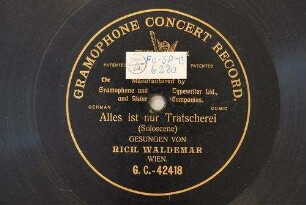 GRAMOPHONE CONCERT RECORD.
PATENTED PATENTED
The Manufactured by
Gramophone and Typewriter Ltd.,
and Sister Companies.
GERMAN COMIC
Alles ist nur Tratscherei
(Soloscene)
GESUNGEN VON
RICH. WALDEMAR
WIEN.
G. C.-42418